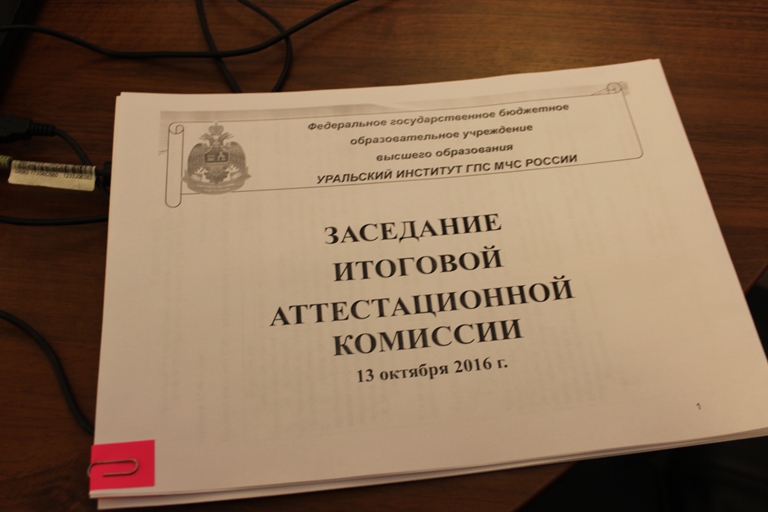 Федеральное государственное бюджетное
образовательное учреждение
высшего образования
УРАЛЬСКИЙ ИНСТИТУТ ГПС МЧС РОССИИ
ЗАСЕДАНИЕ
ИТОГОВОЙ
АТТЕСТАЦИОННОЙ
КОМИССИИ
13 октября 2016 г.
1